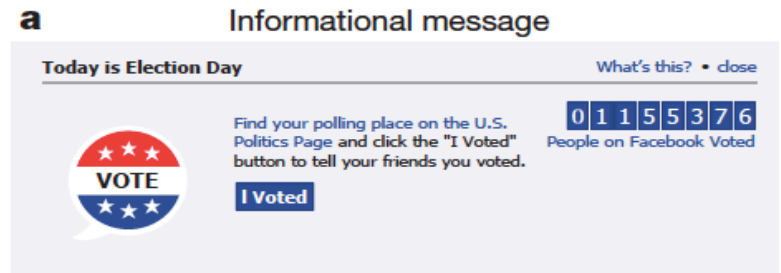 a Informational message
Today is Election Day What's this? • close
Find your polling place on the U.S.
Politics Page and click the "I Voted"
button to tell your friends you voted.
I Voted
01155376
People on Facebook Voted
VOTE